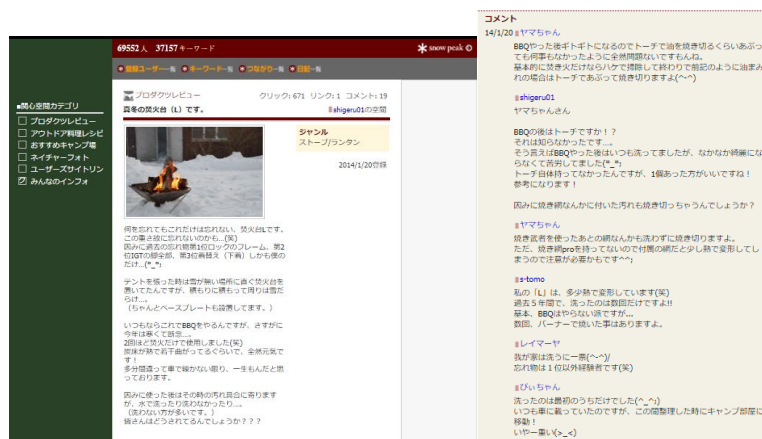 69552人 37157キーワード
snow peak
登録ユーザー一覧 キーワード一覧 つながり一覧 日記一覧
■関心空間カテゴリ
プロダクツレビュー
アウトドア料理レシピ
おすすめキャンプ場
ネイチャーフォト
ユーザーズサイトリン
みんなのインフォ
プロダクツレビュー
クリック: 671 リンク: 1 コメント: 19
真冬の焚火台（L）です。
shigeru01の空間
ジャンル
ストーブ/ランタン
2014/1/20登録
何を忘れてもこれだけは忘れない、焚火台Lです。
この重さ故に忘れないのかも…(笑)
因みに過去の忘れ物第1位ロックのフレーム、第2
位IGTの脚全部、第3位着替え（下着）しかも僕の
だけ…(*_*;
テントを張った時は雪が無い場所に直ぐ焚火台を
置いてたんですが、積もりに積もって周りは雪だ
らけ…。
（ちゃんとベースプレートも設置してます。）
いつもならこれでBBQをやるんですが、さすがに
今年は寒くて断念…。
2回ほど焚火だけで使用しました(笑)
炭床が熱で若干曲がってるぐらいで、全然元気で
す！
多分間違って車で轢かない限り、一生もんだと思
っております。
因みに使った後はその時の汚れ具合に寄ります
が、水で洗ったり洗わなかったり…。
（洗わない方が多いです。）
皆さんはどうされてるんでしょうか？？？
コメント
14/1/20 ヤマちゃん
BBQやった後ギトギトになるのでトーチで油を焼き切るくらいあぶっ
ても何事もなかったように全然問題ないですもんね。
基本的に焚き火だけならハケで掃除して終わりで前記のように油まみ
れの場合はトーチであぶって焼き切りますよ(^-^)
shigeru01
ヤマちゃんさん
BBQの後はトーチですか！？
それは知らなかったです…。
そう言えばBBQやった後はいつも洗ってましたが、なかなか綺麗にな
らなくて苦労してました(*_*;
トーチ自体持ってなかったんですが、1個あった方がいいですね！
参考になります！
因みに焼き網なんかに付いた汚れも焼き切っちゃうんでしょうか？
ヤマちゃん
焼き武者を使ったあとの網なんかも洗わずに焼き切りますよ。
ただ、焼き網proを持ってないので付属の網だと少し熱で変形してし
まうので注意が必要かもです^^;
s-tomo
私の「L」は、多少熱で変形しています(笑)
過去５年間で、洗ったのは数回だけですよ!!
基本、BBQはやらない派ですが…
数回、バーナーで焼いた事はありますよ。
レイマーヤ
我が家は洗うに一票(^-^)/
忘れ物は１位以外経験者です(笑)
びぃちゃん
洗ったのは最初のうちだけでした(^_^;)
いつも車に載っていたのですが、この間整理した時にキャンプ部屋に
移動！
いやー重い(>_<)